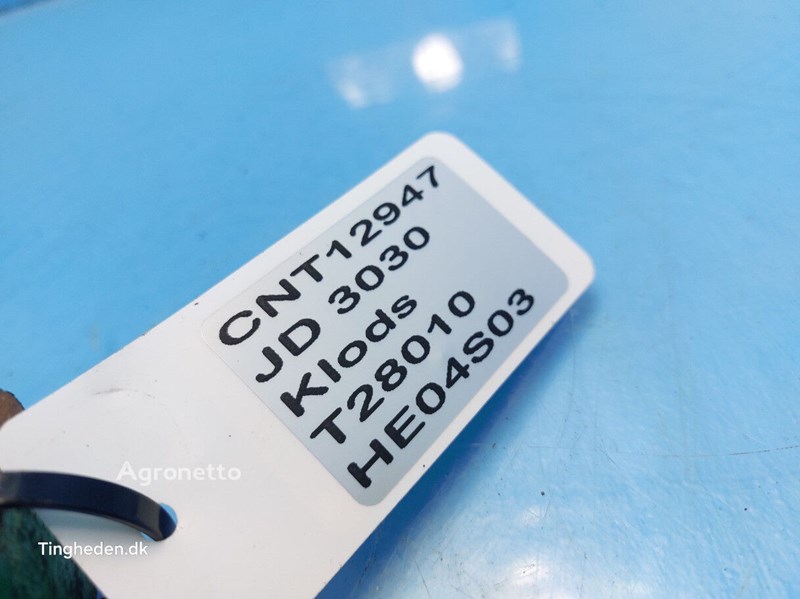 CNT12947
JD 3030
Klods
T28010
HE04S03
Agronetto
Tingheden.dk